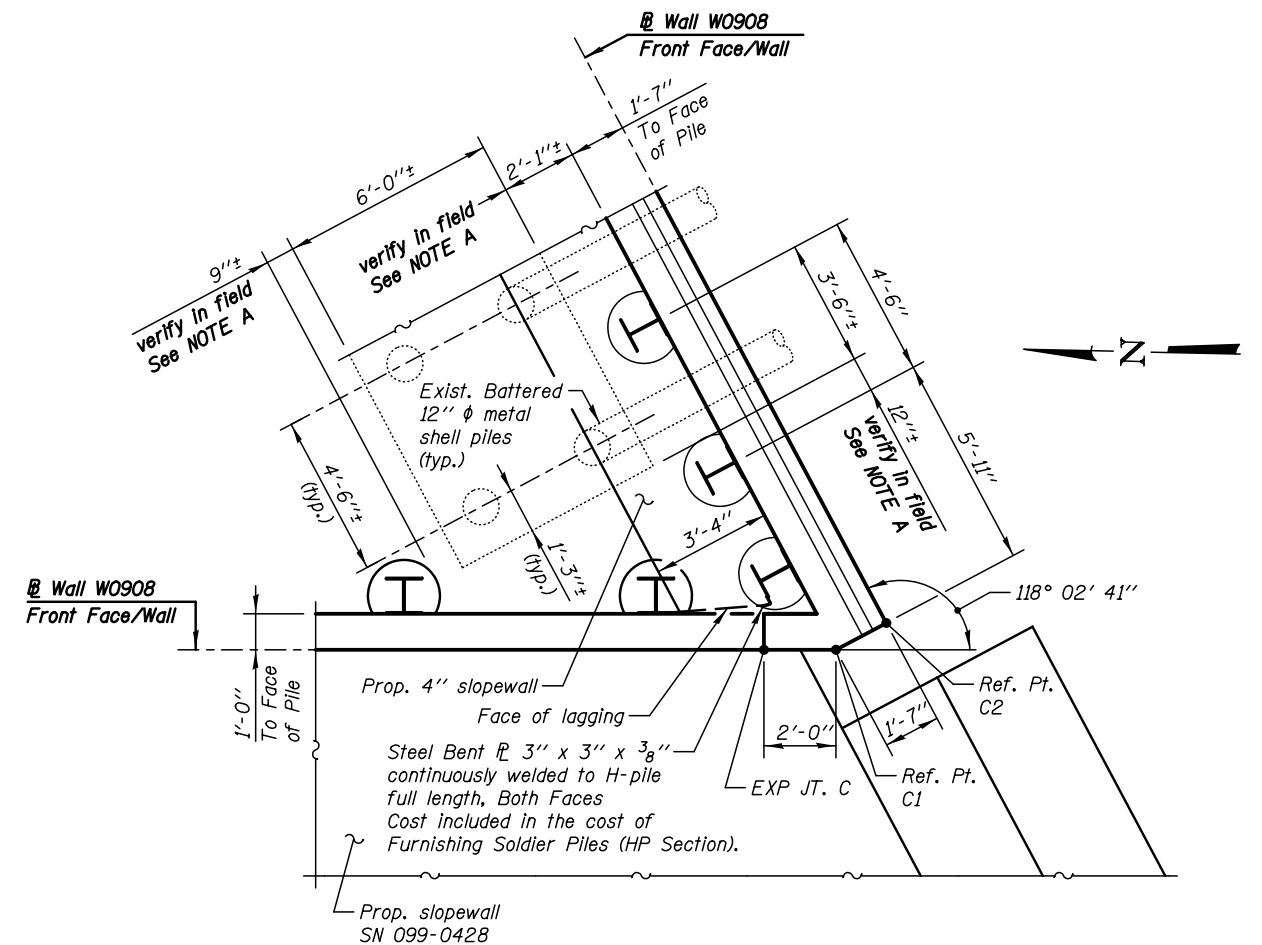 ℄ Wall W0908
Front Face/Wall
1'-7"
To Face
of Pile
2'-1"±
6'-0"±
verify in field
See NOTE A
9"±
verify in field
See NOTE A
4'-6"
3'-6"±
N
12"±
verify in field
See NOTE A
5'-11"
Exist. Battered
12" ϕ metal
shell piles
(typ.)
4'-6"±
(typ.)
3'-4"
1'-3"±
(typ.)
℄ Wall W0908
Front Face/Wall
118° 02' 41"
1'-0"
To Face
of Pile
Prop. 4" slopewall
Face of lagging
Ref. Pt.
C2
1'-7"
2'-0"
Steel Bent ⅊ 3" x 3" x 3/8"
continuously welded to H-pile
full length, Both Faces
Cost included in the cost of
Furnishing Soldier Piles (HP Section).
EXP JT. C
Ref. Pt.
C1
Prop. slopewall
SN 099-0428